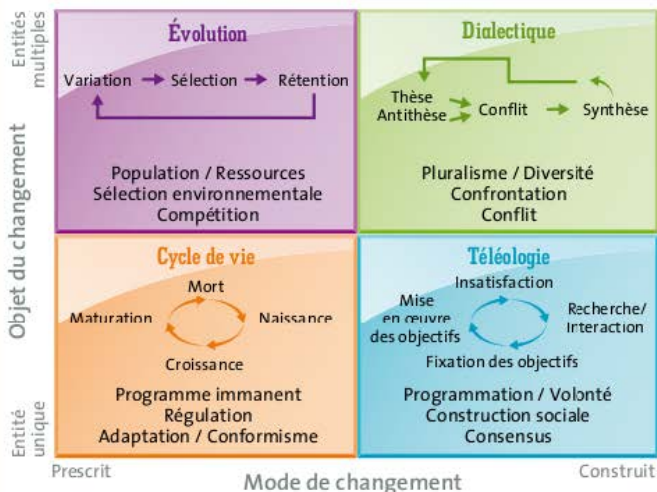 Entités
multiples
Objet du changement
Entité
unique
Évolution
Variation Sélection Rétention
Population / Ressources
Sélection environnementale
Compétition
Dialectique
Thèse
Antithèse
Conflit
Synthèse
Pluralisme / Diversité
Confrontation
Conflit
Cycle de vie
Mort
Maturation
Naissance
Croissance
Programme immanent
Régulation
Adaptation / Conformisme
Téléologie
Insatisfaction
Mise
en œuvre
des objectifs
Recherche/
Interaction
Fixation des objectifs
Programmation / Volonté
Construction sociale
Consensus
Prescrit
Mode de changement
Construit